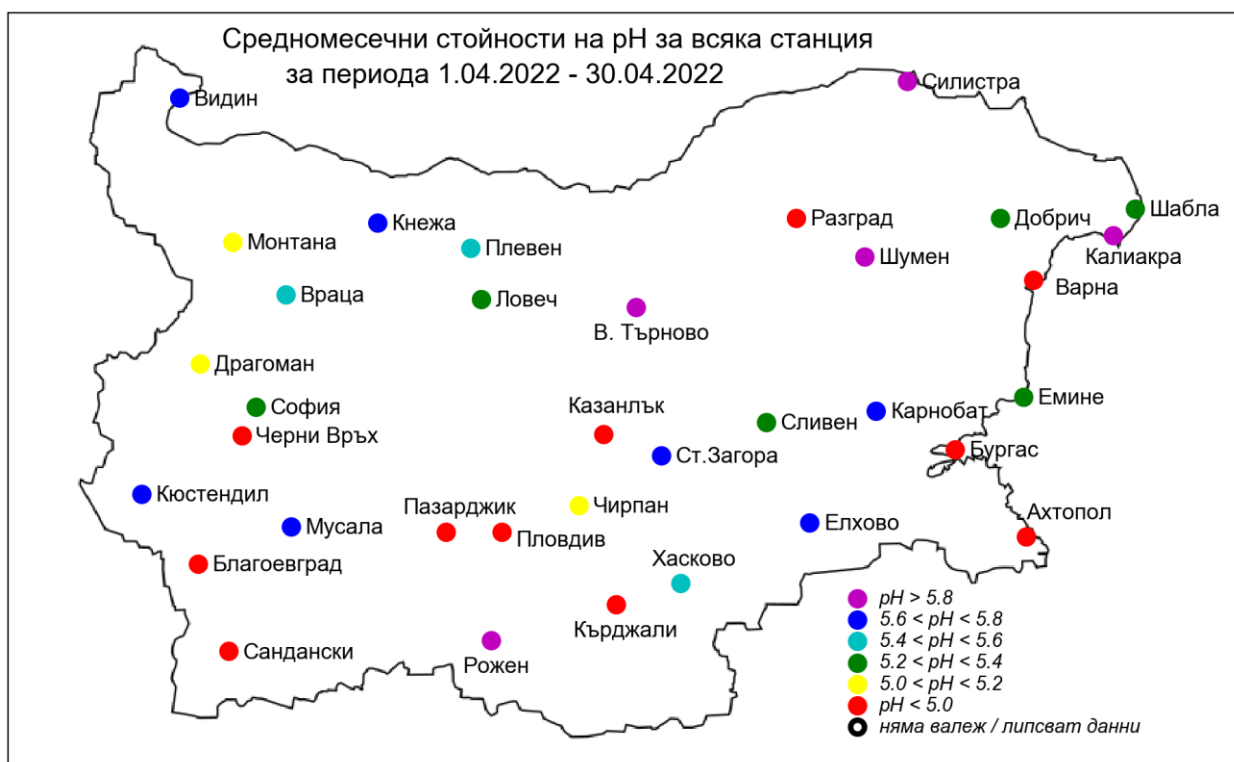 Средномесечни стойности на pH за всяка станция
за периода 1.04.2022 - 30.04.2022
Силистра
Видин
Шабла
Кнежа
Разград
Добрич
Монтана
Плевен
Шумен
Калиакра
Враца
Ловеч
Варна
В. Търново
Драгоман
София
Казанлък
Емине
Карнобат
Сливен
Черни Връх
Бургас
Ст.Загора
Кюстендил
Пазарджик
Чирпан
Ахтопол
Мусала
Пловдив
Елхово
Хасково
Благоевград
Кърджали
Сандански
Рожен
pH > 5.8
5.6 < pH < 5.8
5.4 < pH < 5.6
5.2 < pH < 5.4
5.0 < pH < 5.2
pH < 5.0
няма валеж / липсват данни